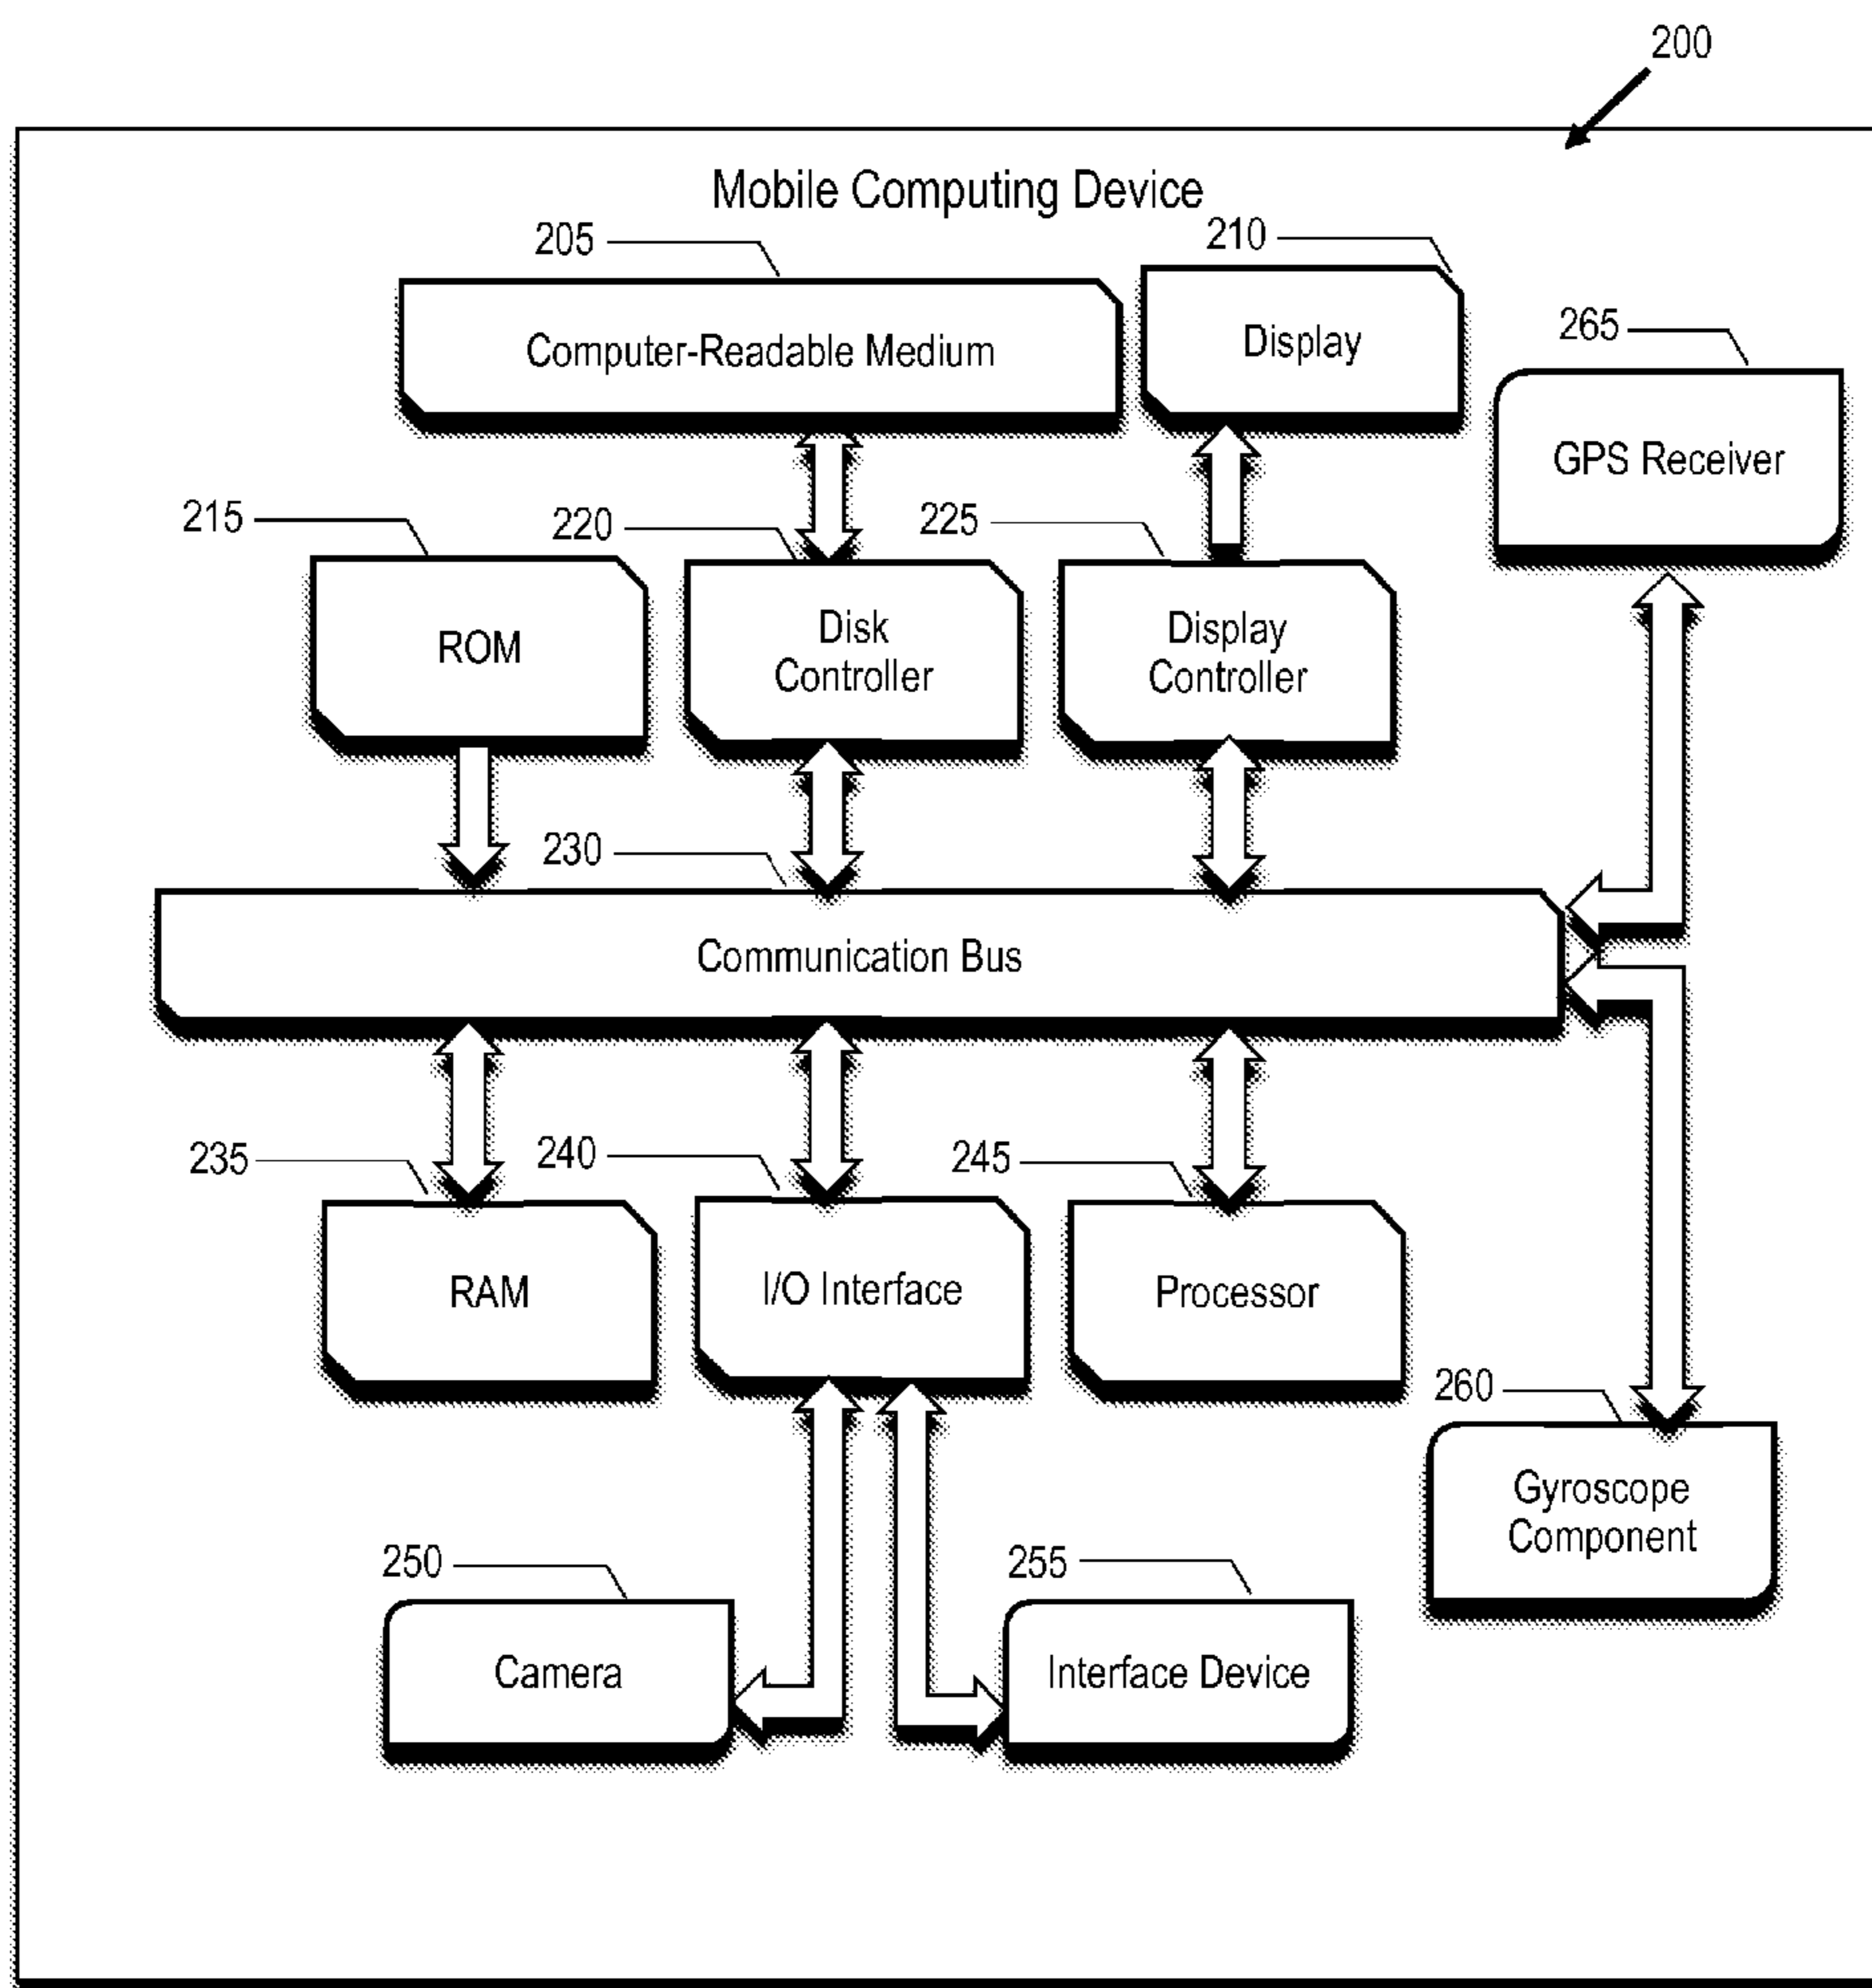 200
Mobile Computing Device
205
210
Computer-Readable Medium
Display
265
GPS Receiver
215
220
225
ROM
Disk
Controller
Display
Controller
230
Communication Bus
235
240
245
RAM
I/O Interface
Processor
260
Gyroscope
Component
250
255
Camera
Interface Device